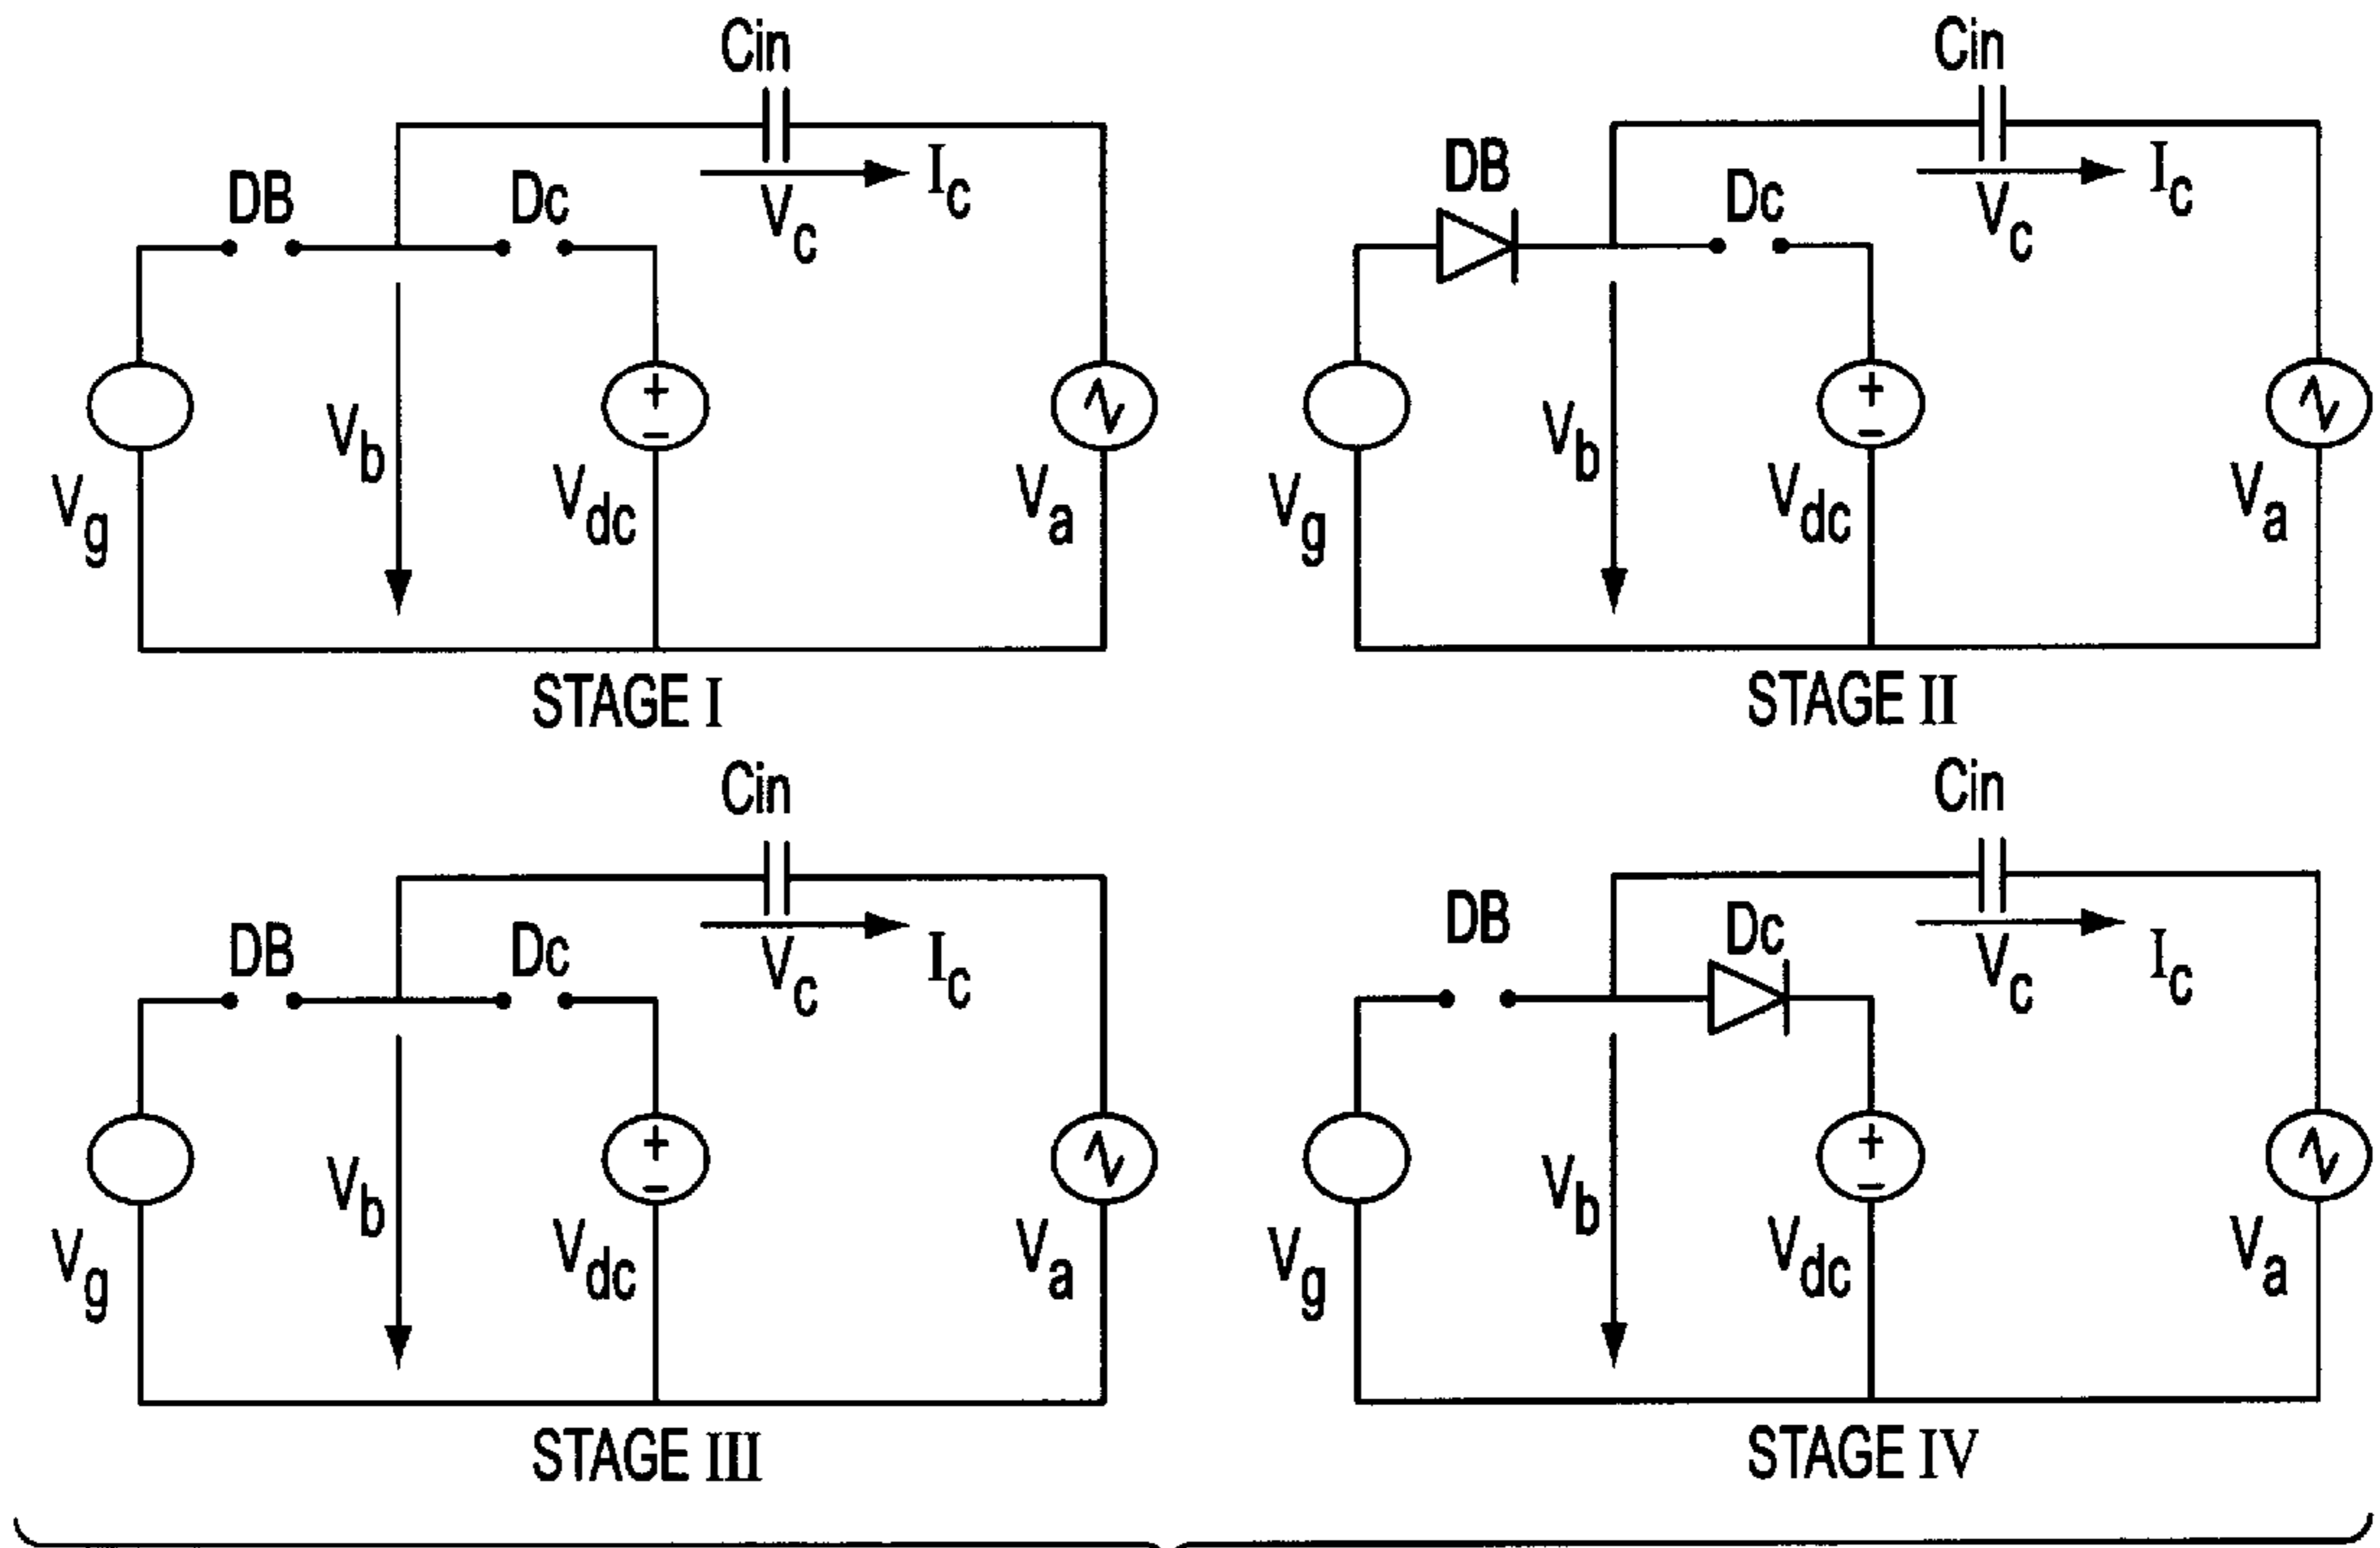 Cin
DB
Dc
Vc
Ic
Vg
Vb
Vdc
+
−
Va
STAGE I
Cin
DB
Dc
Vc
Ic
Vg
Vb
Vdc
+
−
Va
STAGE II
Cin
DB
Dc
Vc
Ic
Vg
Vb
Vdc
+
−
Va
STAGE III
Cin
DB
Dc
Vc
Ic
Vg
Vb
Vdc
+
−
Va
STAGE IV